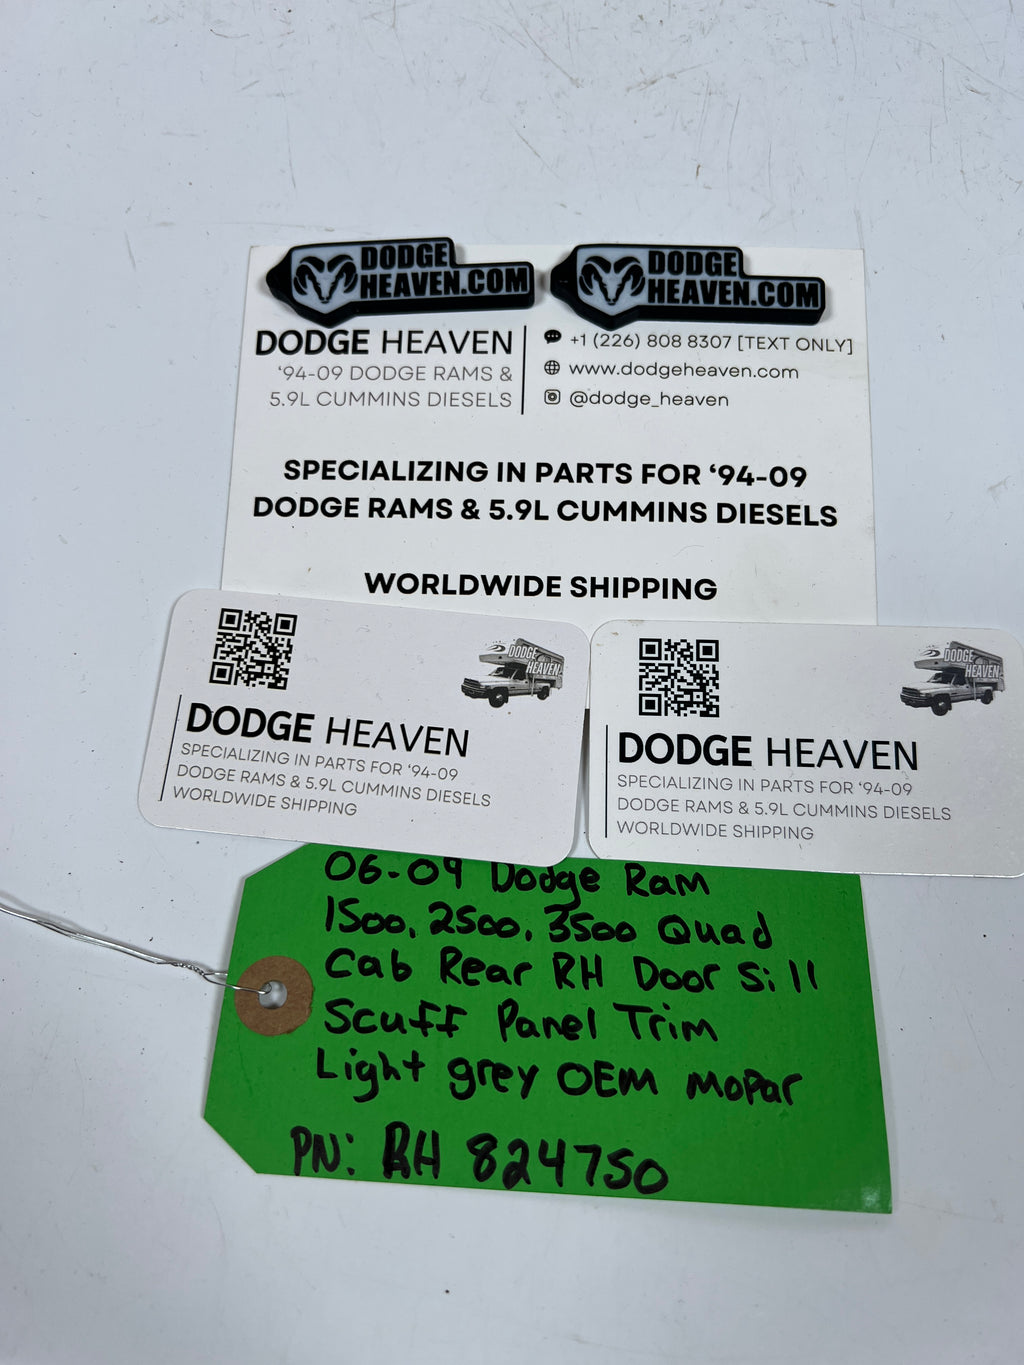 DODGE
HEAVEN.COM
DODGE
HEAVEN.COM
DODGE HEAVEN
'94-09 DODGE RAMS &
5.9L CUMMINS DIESELS
+1 (226) 808 8307 [TEXT ONLY]
www.dodgeheaven.com
@dodge_heaven
SPECIALIZING IN PARTS FOR '94-09
DODGE RAMS & 5.9L CUMMINS DIESELS
WORLDWIDE SHIPPING
DODGE
HEAVEN
DODGE HEAVEN
SPECIALIZING IN PARTS FOR '94-09
DODGE RAMS & 5.9L CUMMINS DIESELS
WORLDWIDE SHIPPING
DODGE
HEAVEN
DODGE HEAVEN
SPECIALIZING IN PARTS FOR '94-09
DODGE RAMS & 5.9L CUMMINS DIESELS
WORLDWIDE SHIPPING
06-09 Dodge Ram
1500, 2500, 3500 Quad
Cab Rear RH Door Sill
Scuff Panel Trim
Light grey OEM Mopar
PN: RH 824750